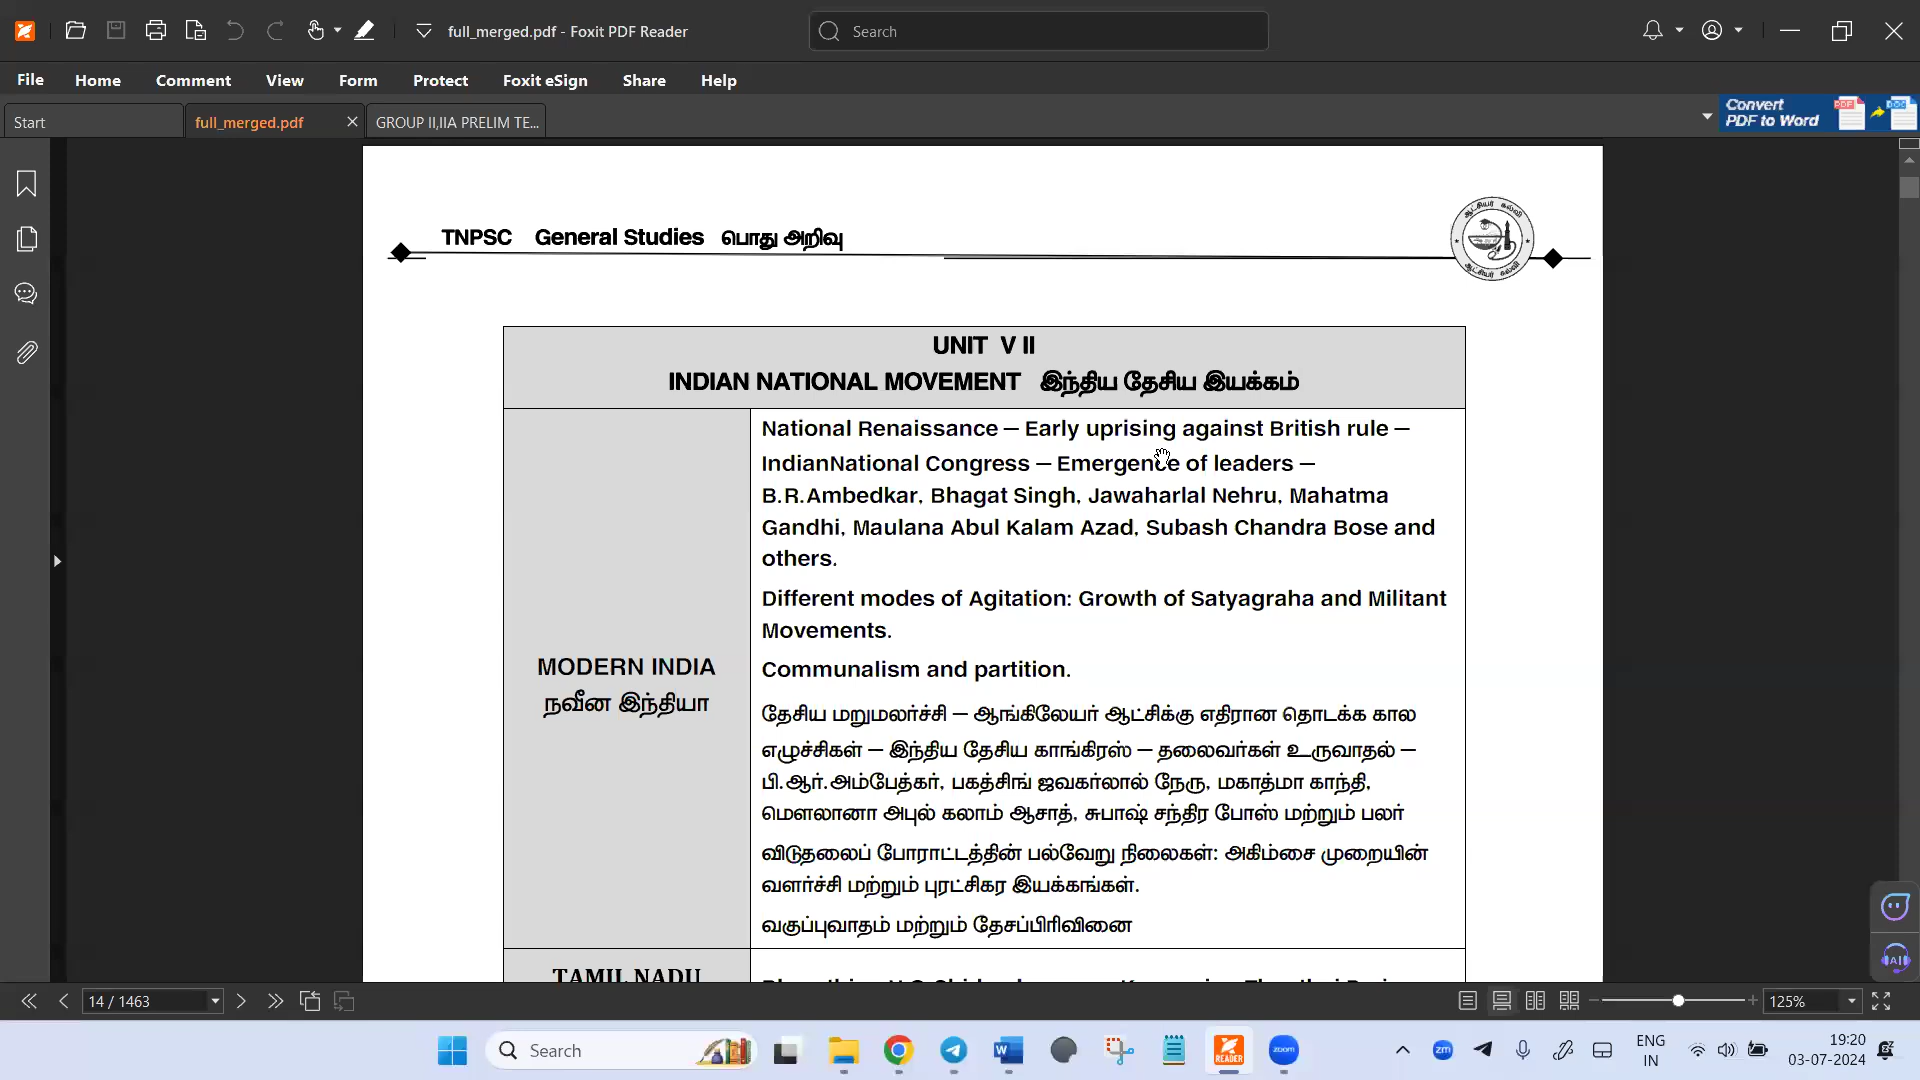 full_merged.pdf - Foxit PDF Reader
Search
File Home Comment View Form Protect Foxit eSign Share Help
Start full_merged.pdf GROUP II,IIA PRELIM TE...
Convert
PDF to Word
TNPSC General Studies பொது அறிவு
UNIT V II
INDIAN NATIONAL MOVEMENT இந்திய தேசிய இயக்கம்
National Renaissance – Early uprising against British rule –
IndianNational Congress – Emergence of leaders –
B.R.Ambedkar, Bhagat Singh, Jawaharlal Nehru, Mahatma
Gandhi, Maulana Abul Kalam Azad, Subash Chandra Bose and
others.
Different modes of Agitation: Growth of Satyagraha and Militant
Movements.
MODERN INDIA
நவீன இந்தியா
Communalism and partition.
தேசிய மறுமலர்ச்சி – ஆங்கிலேயர் ஆட்சிக்கு எதிரான தொடக்க கால
எழுச்சிகள் – இந்திய தேசிய காங்கிரஸ் – தலைவர்கள் உருவாதல் –
பி.ஆர்.அம்பேத்கர், பகத்சிங் ஜவகர்லால் நேரு, மகாத்மா காந்தி,
மௌலானா அபுல் கலாம் ஆசாத், சுபாஷ் சந்திர போஸ் மற்றும் பலர்
விடுதலைப் போராட்டத்தின் பல்வேறு நிலைகள்: அகிம்சை முறையின்
வளர்ச்சி மற்றும் புரட்சிகர இயக்கங்கள்.
வகுப்புவாதம் மற்றும் தேசப்பிரிவினை
TAMIL NADU
14 / 1463
125%
Search
ENG
IN
19:20
03-07-2024